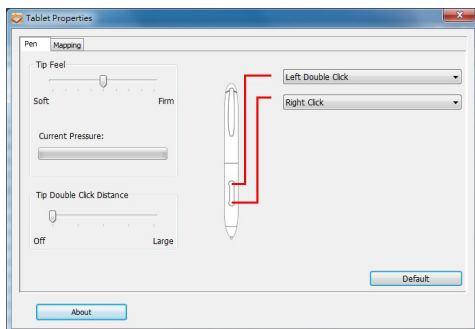 Tablet Properties
Pen
Mapping
Tip Feel
Soft
Firm
Current Pressure:
Tip Double Click Distance
Off
Large
Left Double Click
Right Click
Default
About